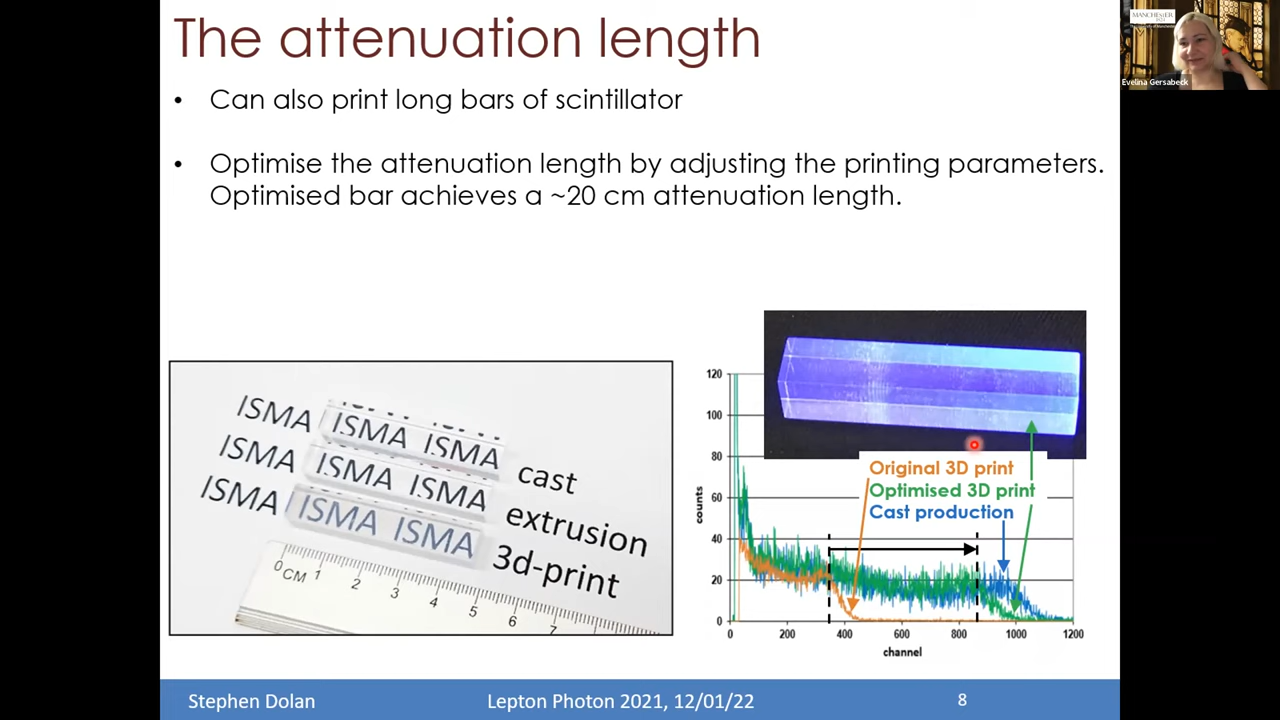 The attenuation length
MANCHESTER
Evelina Gersabeck
• Can also print long bars of scintillator
• Optimise the attenuation length by adjusting the printing parameters.
Optimised bar achieves a ~20 cm attenuation length.
ISMA ISMA ISMA cast
ISMA ISMA ISMA extrusion
ISMA ISMA ISMA 3d-print
0 CM 1 2 3 4 5 6 7
120
100
80
60
40
20
0
counts
Original 3D print
Optimised 3D print
Cast production
0 200 400 600 800 1000 1200
channel
Stephen Dolan
Lepton Photon 2021, 12/01/22
8